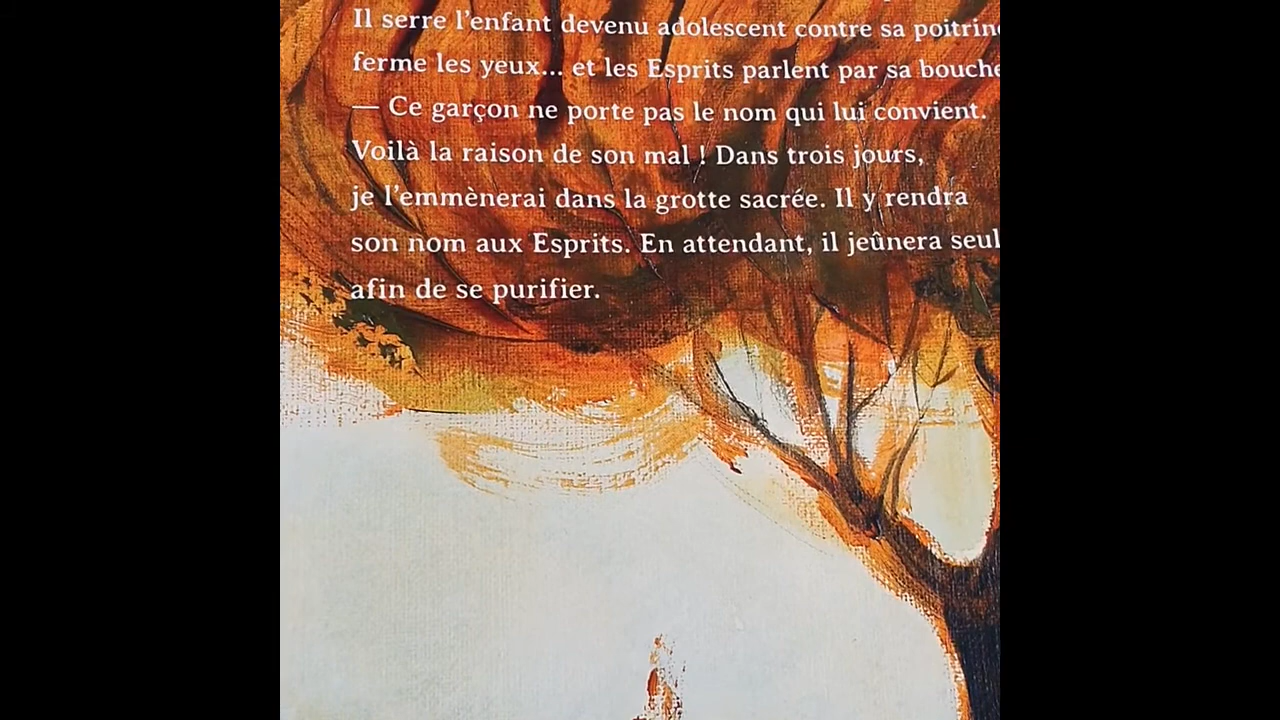 Il serre l'enfant devenu adolescent contre sa poitrine
ferme les yeux... et les Esprits parlent par sa bouche
— Ce garçon ne porte pas le nom qui lui convient.
Voilà la raison de son mal ! Dans trois jours,
je l'emmènerai dans la grotte sacrée. Il y rendra
son nom aux Esprits. En attendant, il jeûnera seul
afin de se purifier.